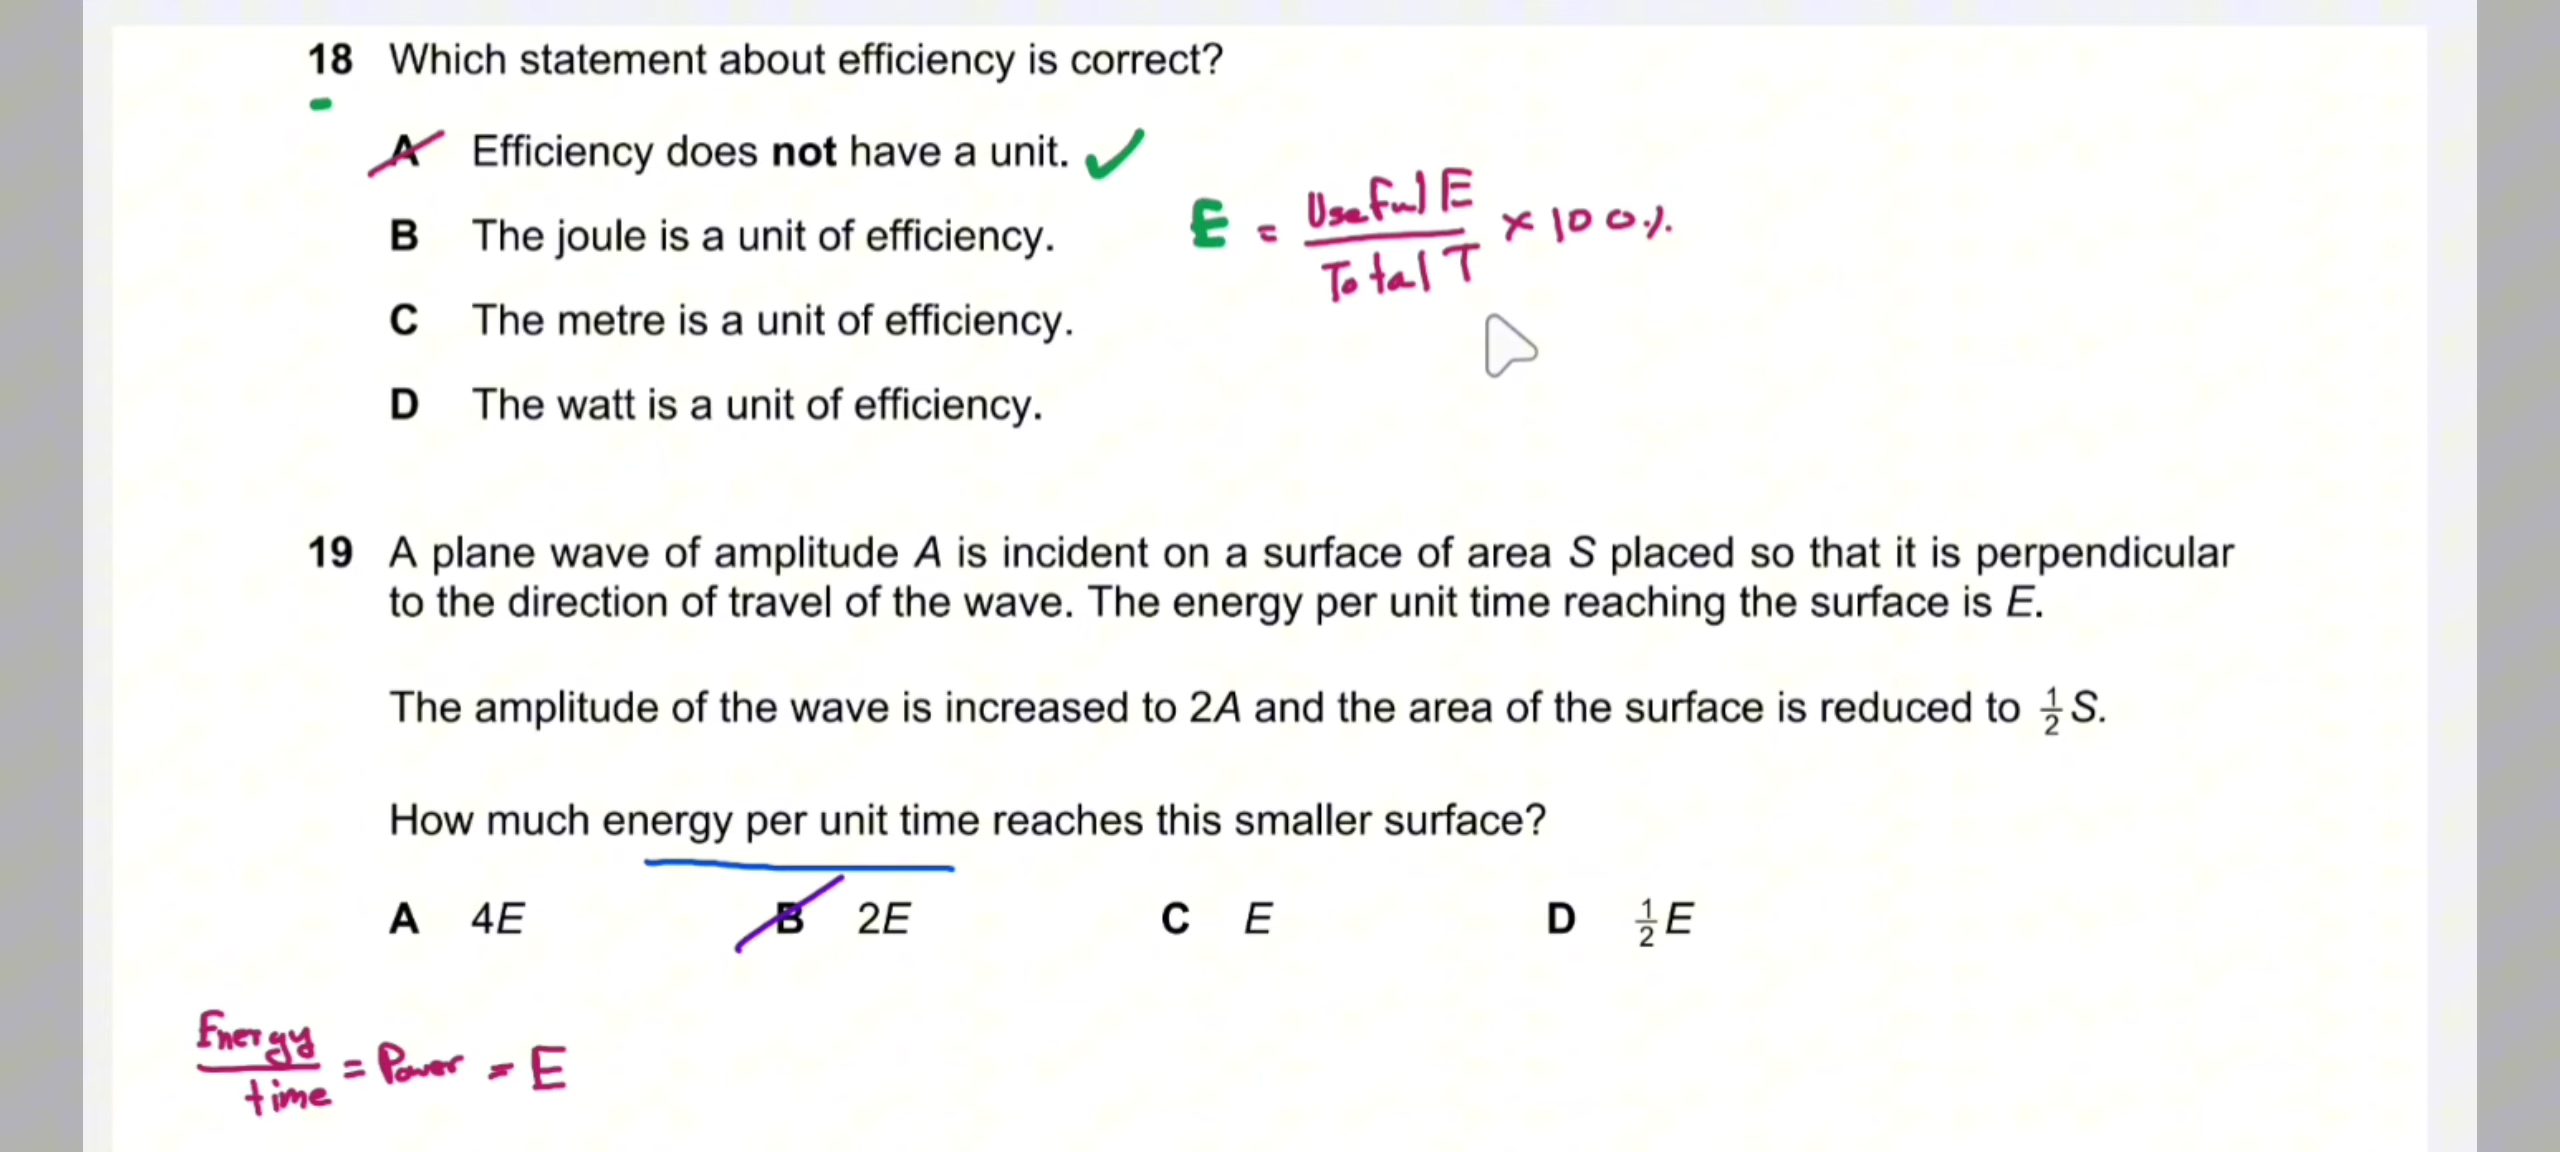 18 Which statement about efficiency is correct?
A Efficiency does not have a unit. ✓
B The joule is a unit of efficiency.
C The metre is a unit of efficiency.
D The watt is a unit of efficiency.
E = Useful E / Total T × 100%
19 A plane wave of amplitude A is incident on a surface of area S placed so that it is perpendicular
to the direction of travel of the wave. The energy per unit time reaching the surface is E.
The amplitude of the wave is increased to 2A and the area of the surface is reduced to 1/2 S.
How much energy per unit time reaches this smaller surface?
A 4E B 2E C E D 1/2 E
Energy / time = Power = E